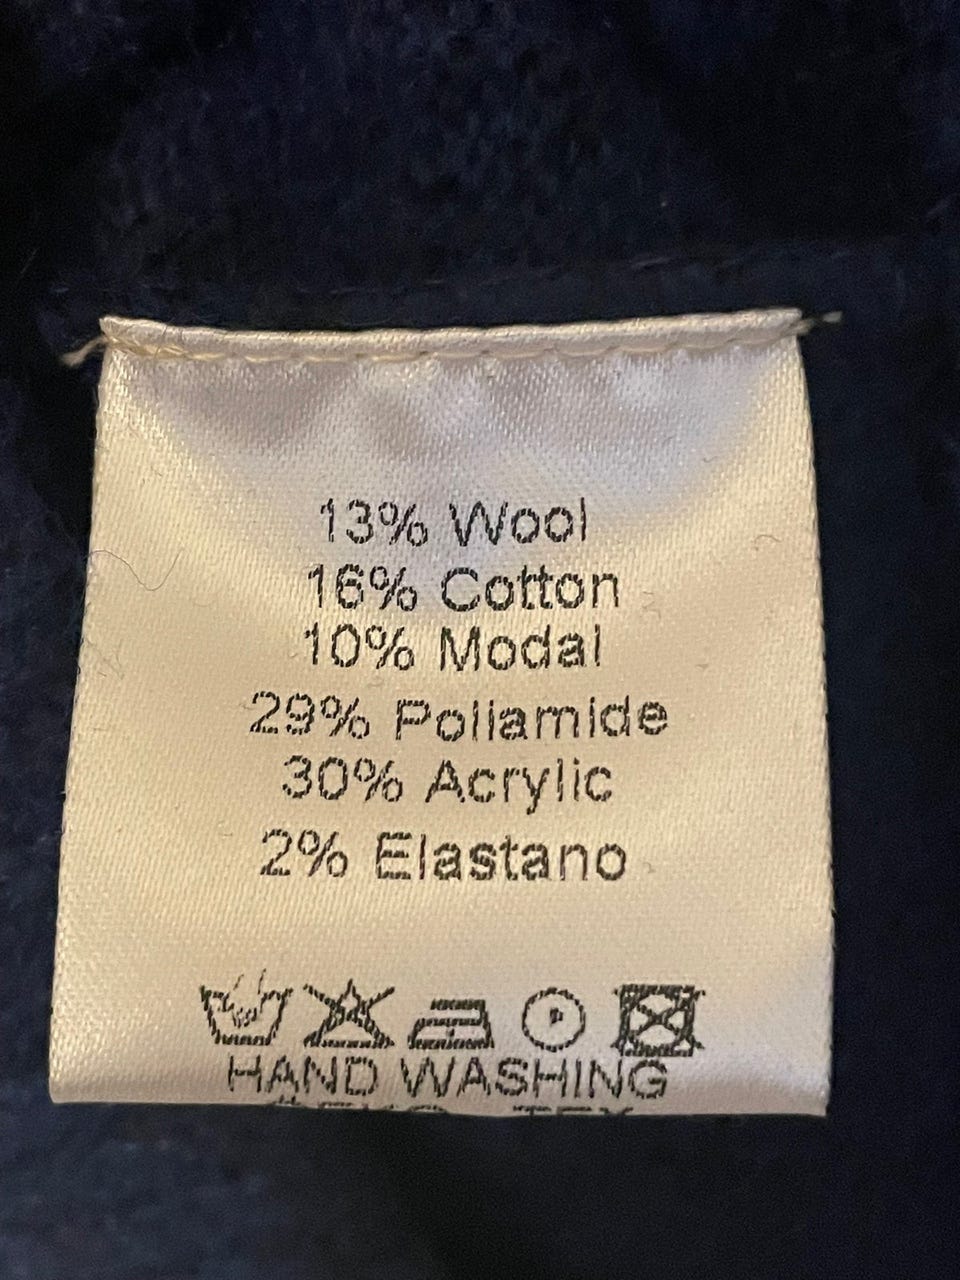 13% Wool
16% Cotton
10% Modal
29% Poliamide
30% Acrylic
2% Elastano
P
HAND WASHING